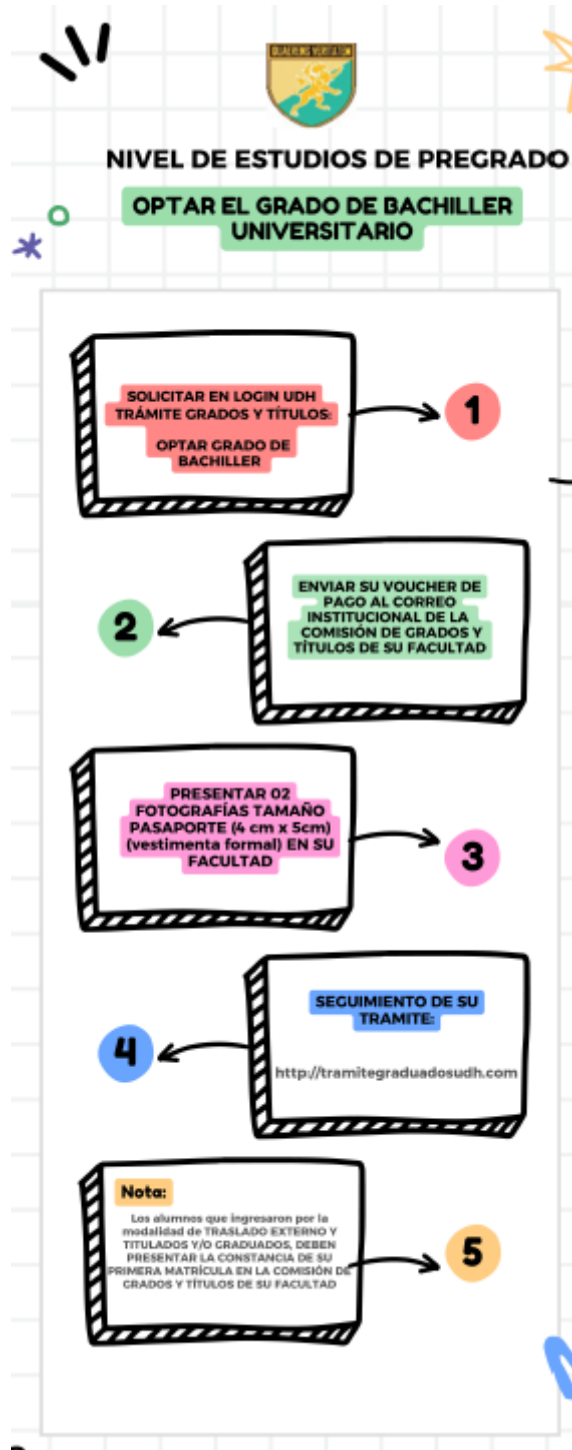 QUAERENS VERITATEM
NIVEL DE ESTUDIOS DE PREGRADO
OPTAR EL GRADO DE BACHILLER
UNIVERSITARIO
SOLICITAR EN LOGIN UDH
TRÁMITE GRADOS Y TÍTULOS:
OPTAR GRADO DE
BACHILLER
1
ENVIAR SU VOUCHER DE
PAGO AL CORREO
INSTITUCIONAL DE LA
COMISIÓN DE GRADOS Y
TÍTULOS DE SU FACULTAD
2
PRESENTAR 02
FOTOGRAFÍAS TAMAÑO
PASAPORTE (4 cm x 5cm)
(vestimenta formal) EN SU
FACULTAD
3
SEGUIMIENTO DE SU
TRAMITE:
http://tramitegraduadosudh.com
4
Nota:
Los alumnos que ingresaron por la
modalidad de TRASLADO EXTERNO Y
TITULADOS Y/O GRADUADOS, DEBEN
PRESENTAR LA CONSTANCIA DE SU
PRIMERA MATRÍCULA EN LA COMISIÓN DE
GRADOS Y TÍTULOS DE SU FACULTAD
5